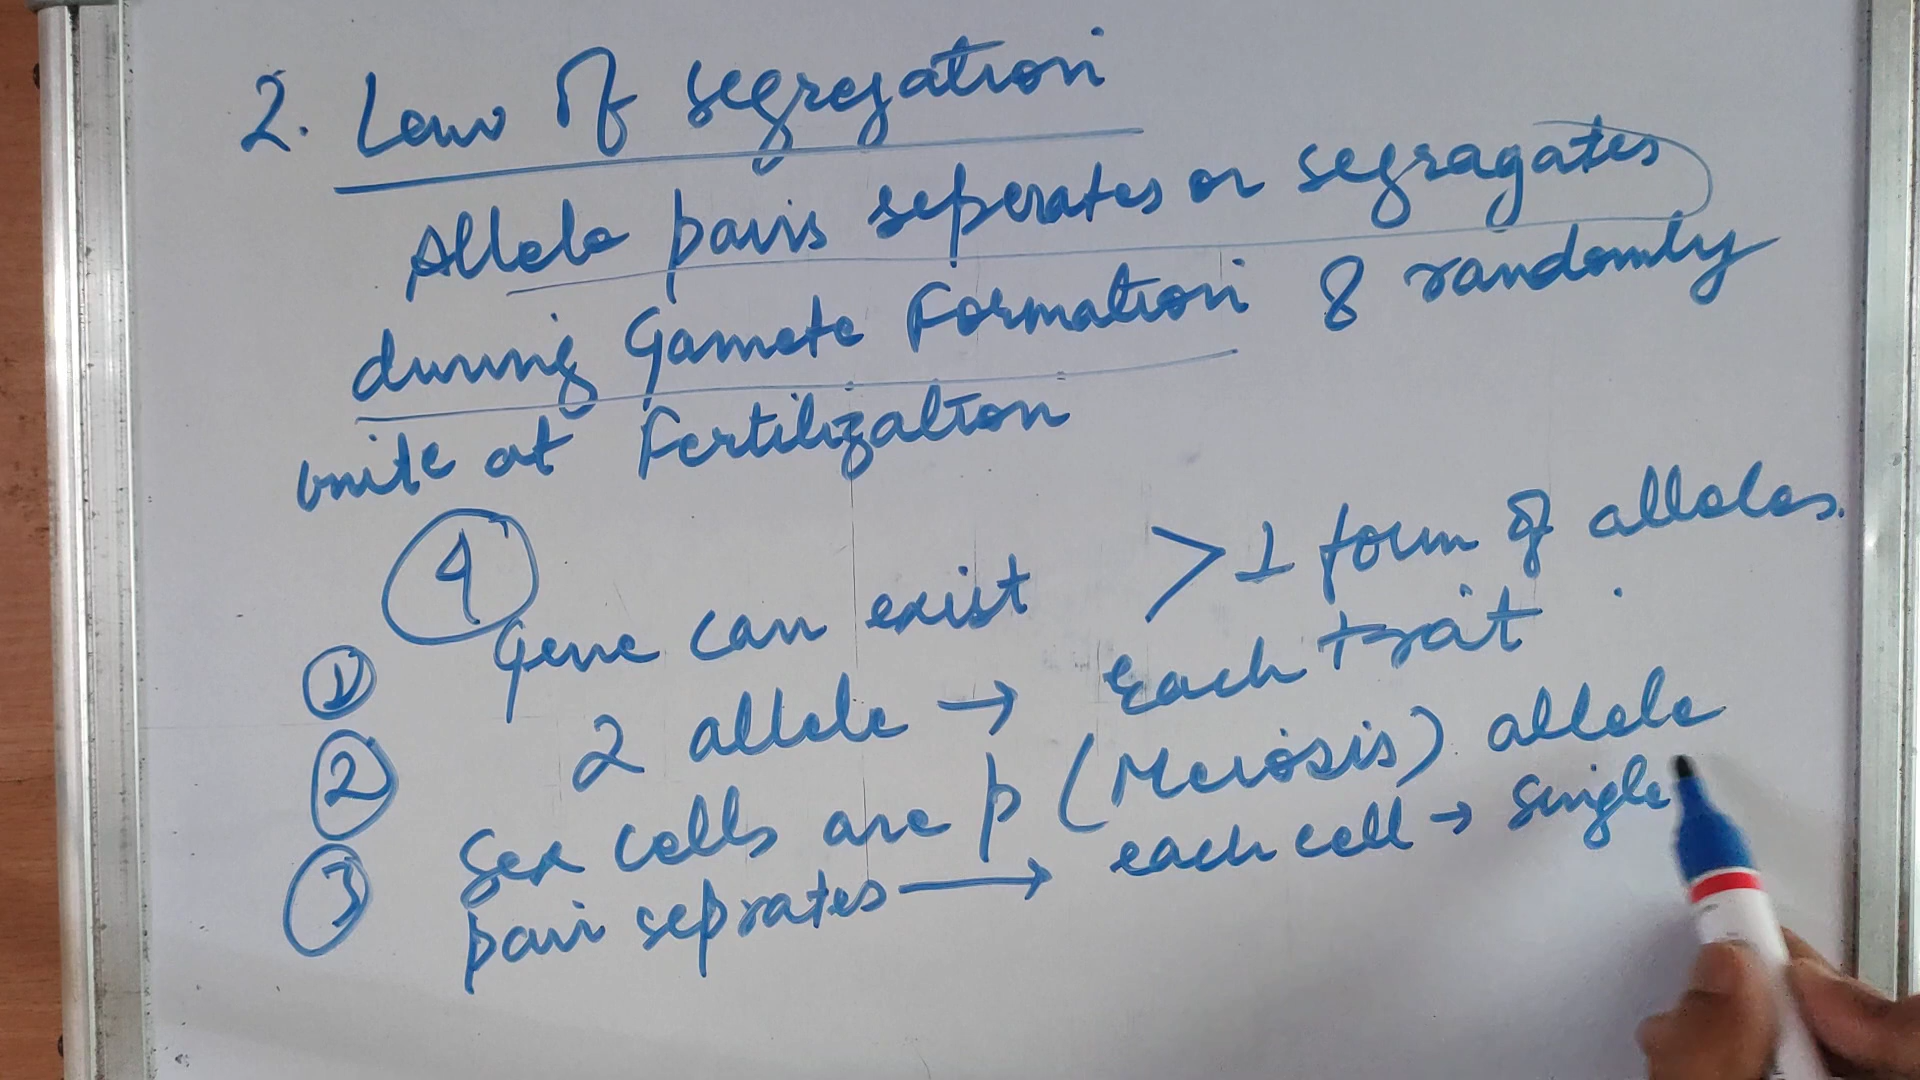 2. Law of segregation
Allele pairs seperates or segragates
during Gamete Formation & randomly
unite at Fertilization
4
① Gene can exist > 1 form of alleles.
② 2 allele → Each trait
③ Sex cells are p (Meiosis) allele
pair seprates → each cell → Single